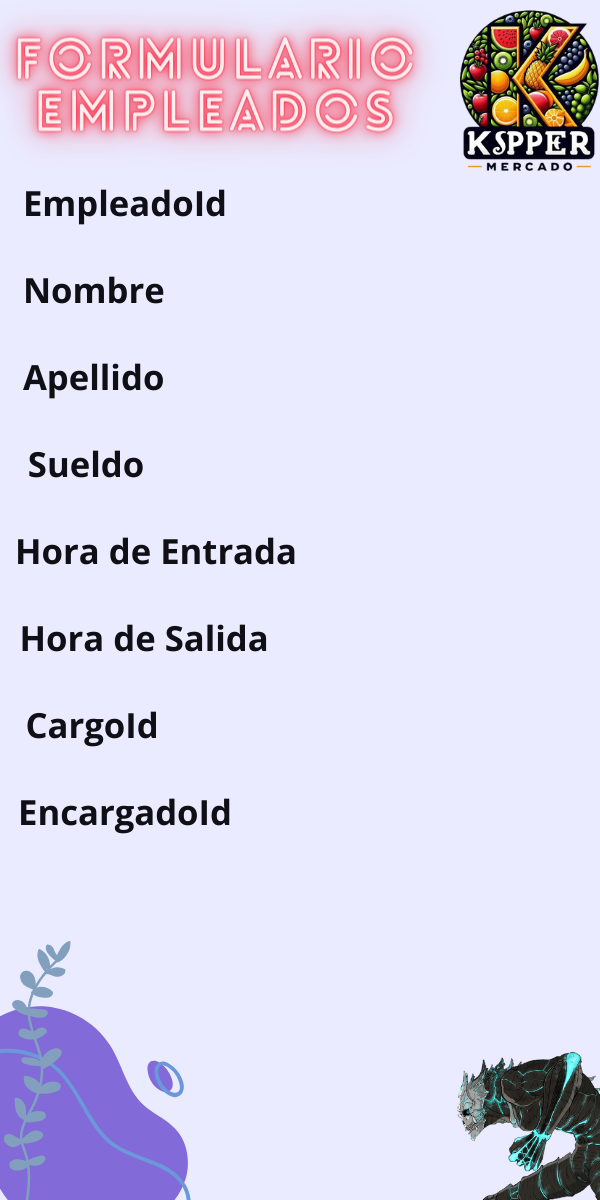 FORMULARIO
EMPLEADOS
KSPPER
MERCADO
EmpleadoId
Nombre
Apellido
Sueldo
Hora de Entrada
Hora de Salida
CargoId
EncargadoId